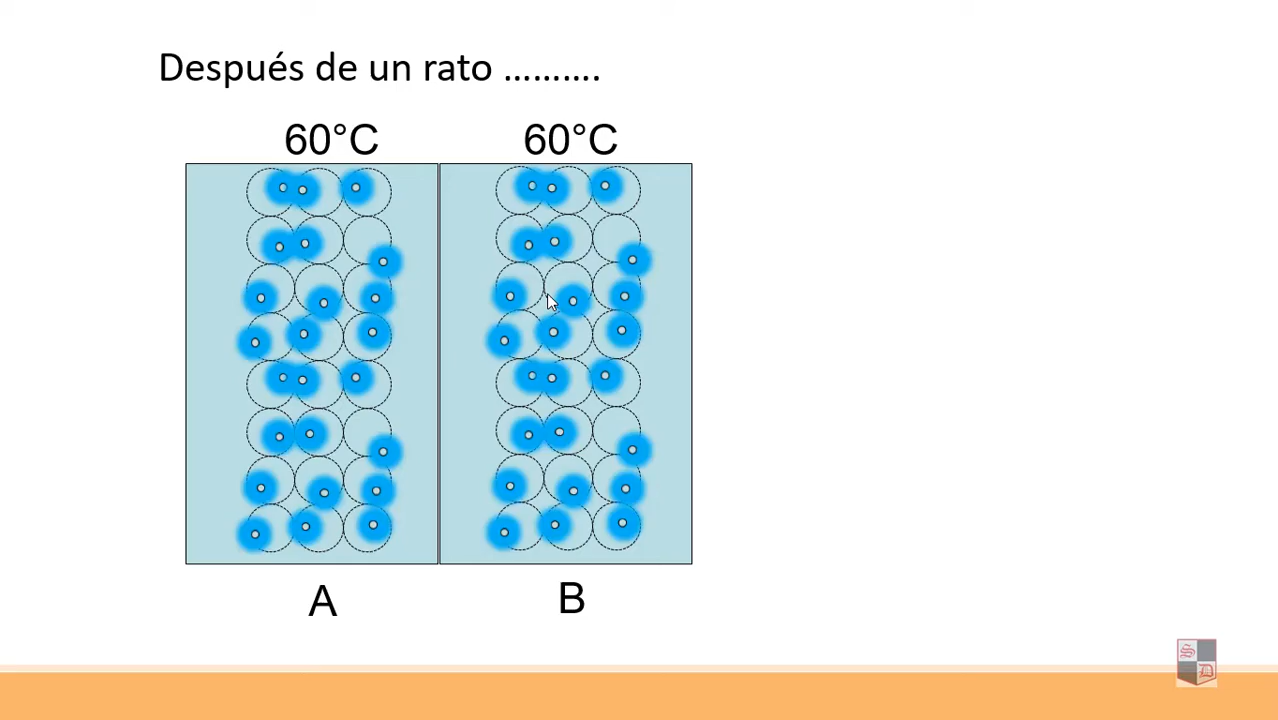 Después de un rato ..........
60°C 60°C
A B
S
D